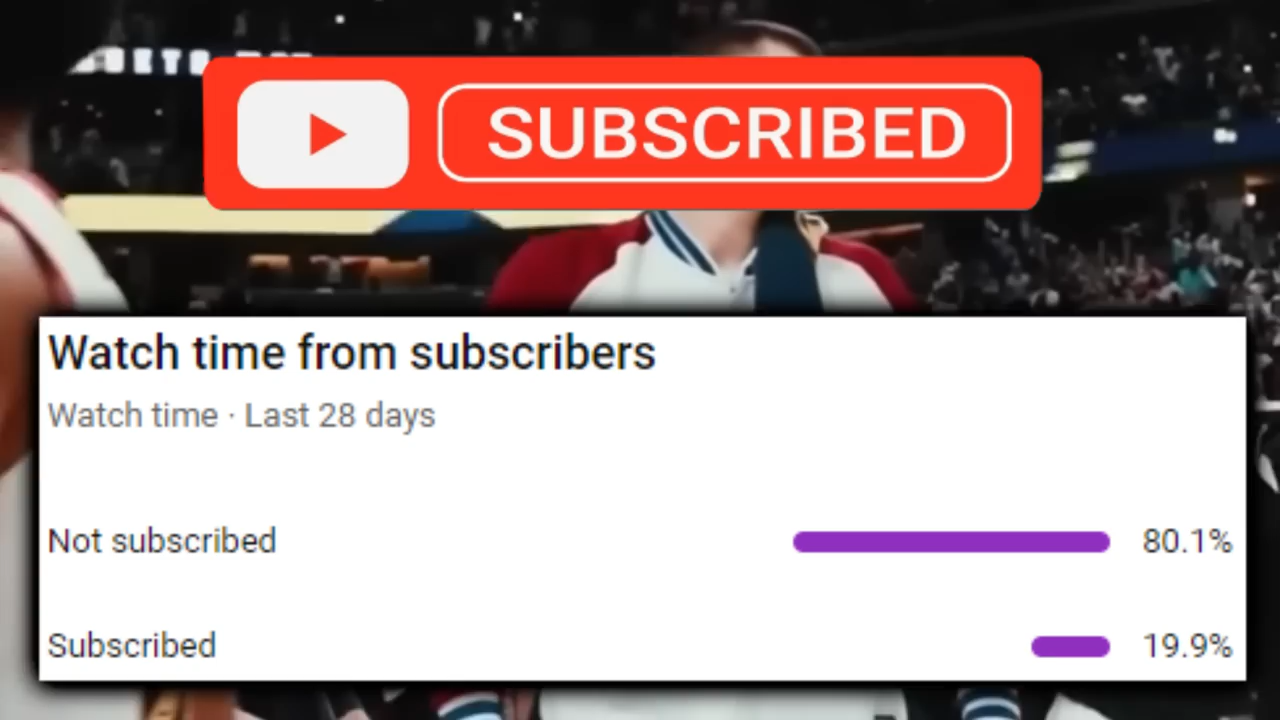 SUBSCRIBED
Watch time from subscribers
Watch time · Last 28 days
Not subscribed 80.1%
Subscribed 19.9%